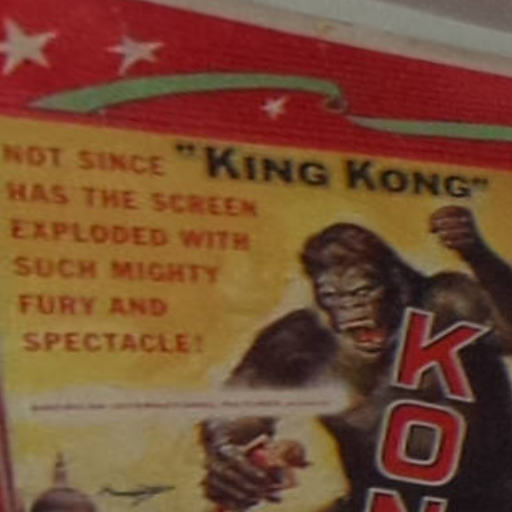 NOT SINCE "KING KONG"
HAS THE SCREEN
EXPLODED WITH
SUCH MIGHTY
FURY AND
SPECTACLE!
KON